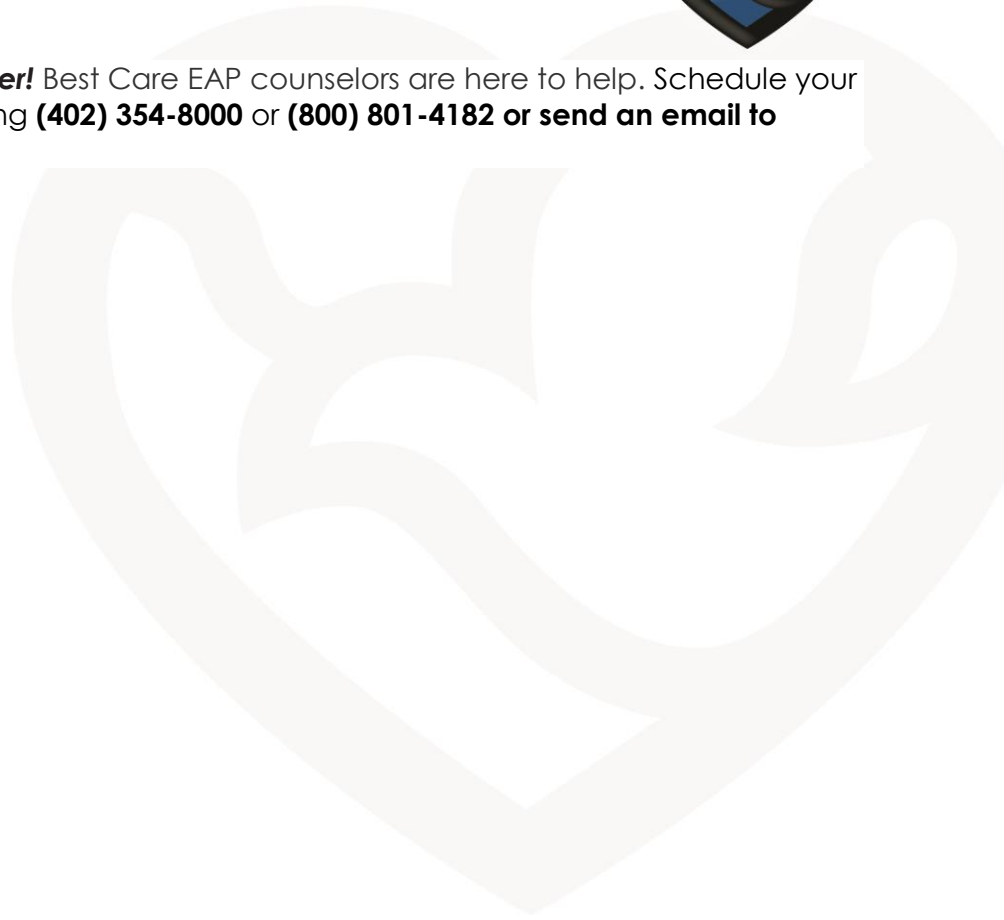 er! Best Care EAP counselors are here to help. Schedule your
ng (402) 354-8000 or (800) 801-4182 or send an email to